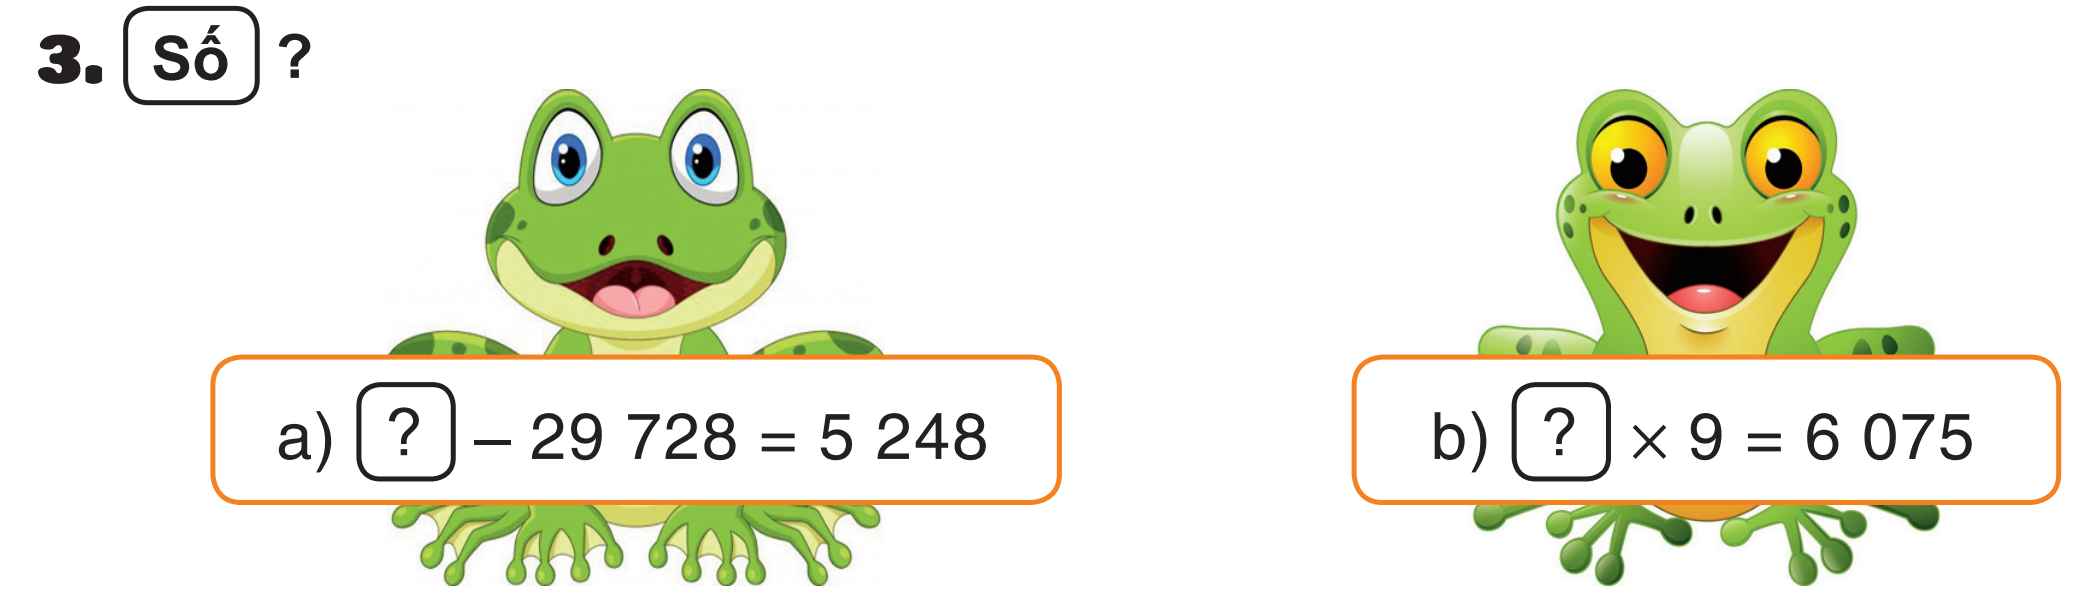 3. Số ?
a) ? – 29 728 = 5 248
b) ? × 9 = 6 075